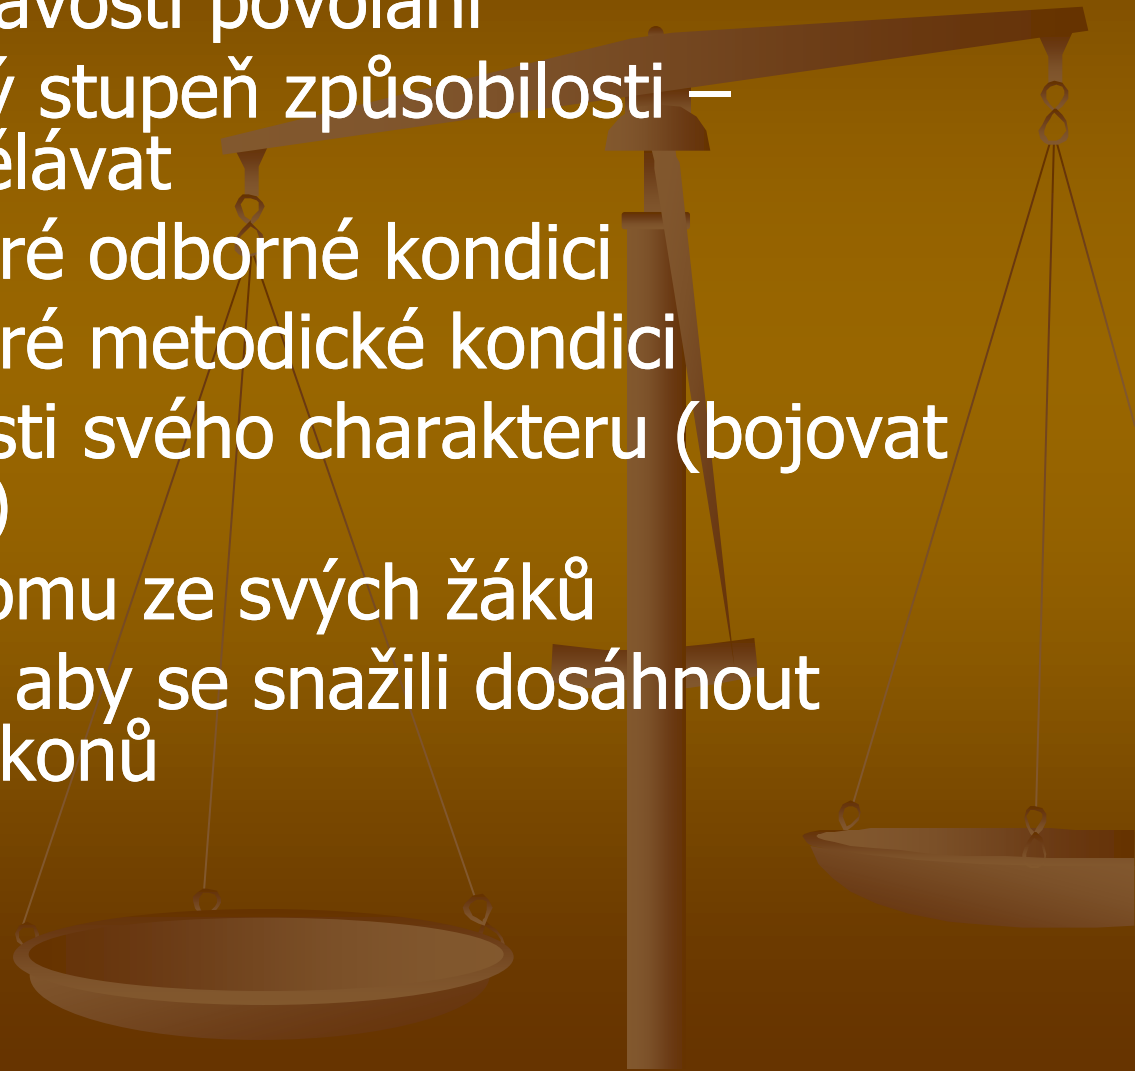 avosti povolání
ý stupeň způsobilosti –
ělávat
ré odborné kondici
ré metodické kondici
sti svého charakteru (bojovat
)
omu ze svých žáků
aby se snažili dosáhnout
konů